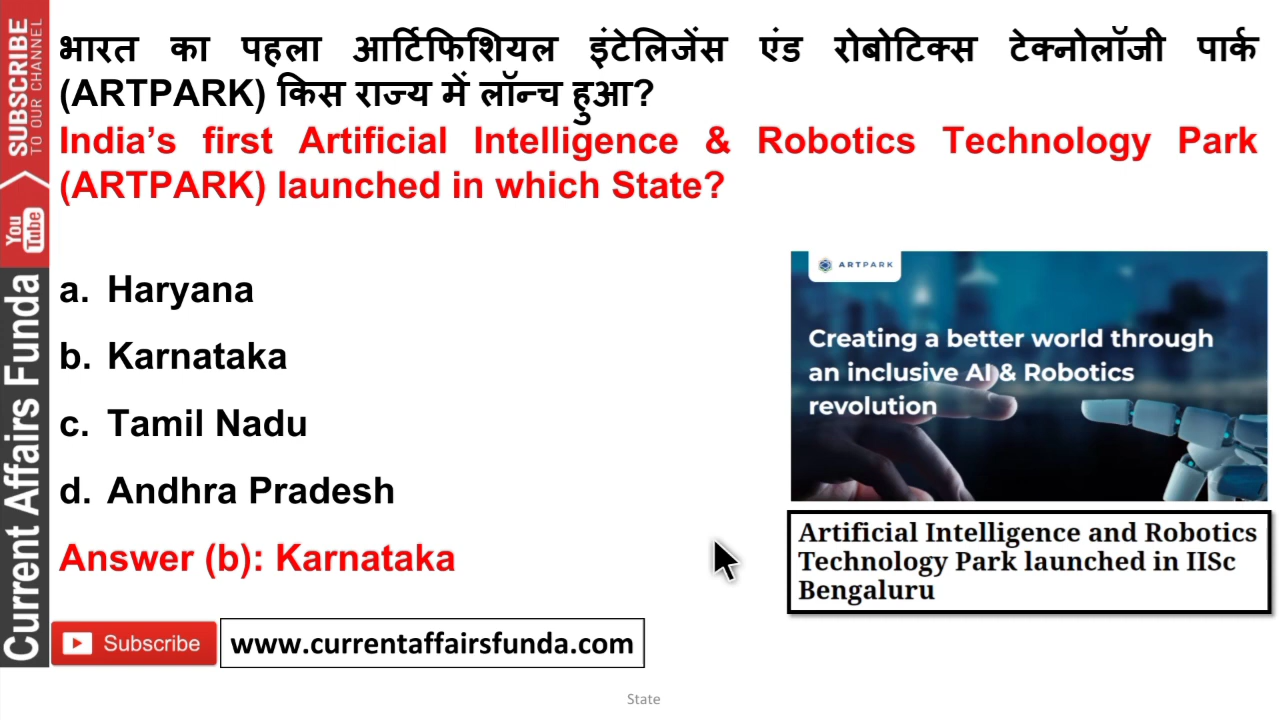 भारत का पहला आर्टिफिशियल इंटेलिजेंस एंड रोबोटिक्स टेक्नोलॉजी पार्क
(ARTPARK) किस राज्य में लॉन्च हुआ?
India’s first Artificial Intelligence & Robotics Technology Park
(ARTPARK) launched in which State?
a. Haryana
b. Karnataka
c. Tamil Nadu
d. Andhra Pradesh
Answer (b): Karnataka
ARTPARK
Creating a better world through
an inclusive AI & Robotics
revolution
Artificial Intelligence and Robotics
Technology Park launched in IISc
Bengaluru
Subscribe
www.currentaffairsfunda.com
State
SUBSCRIBE
TO OUR CHANNEL
You
Tube
Current Affairs Funda